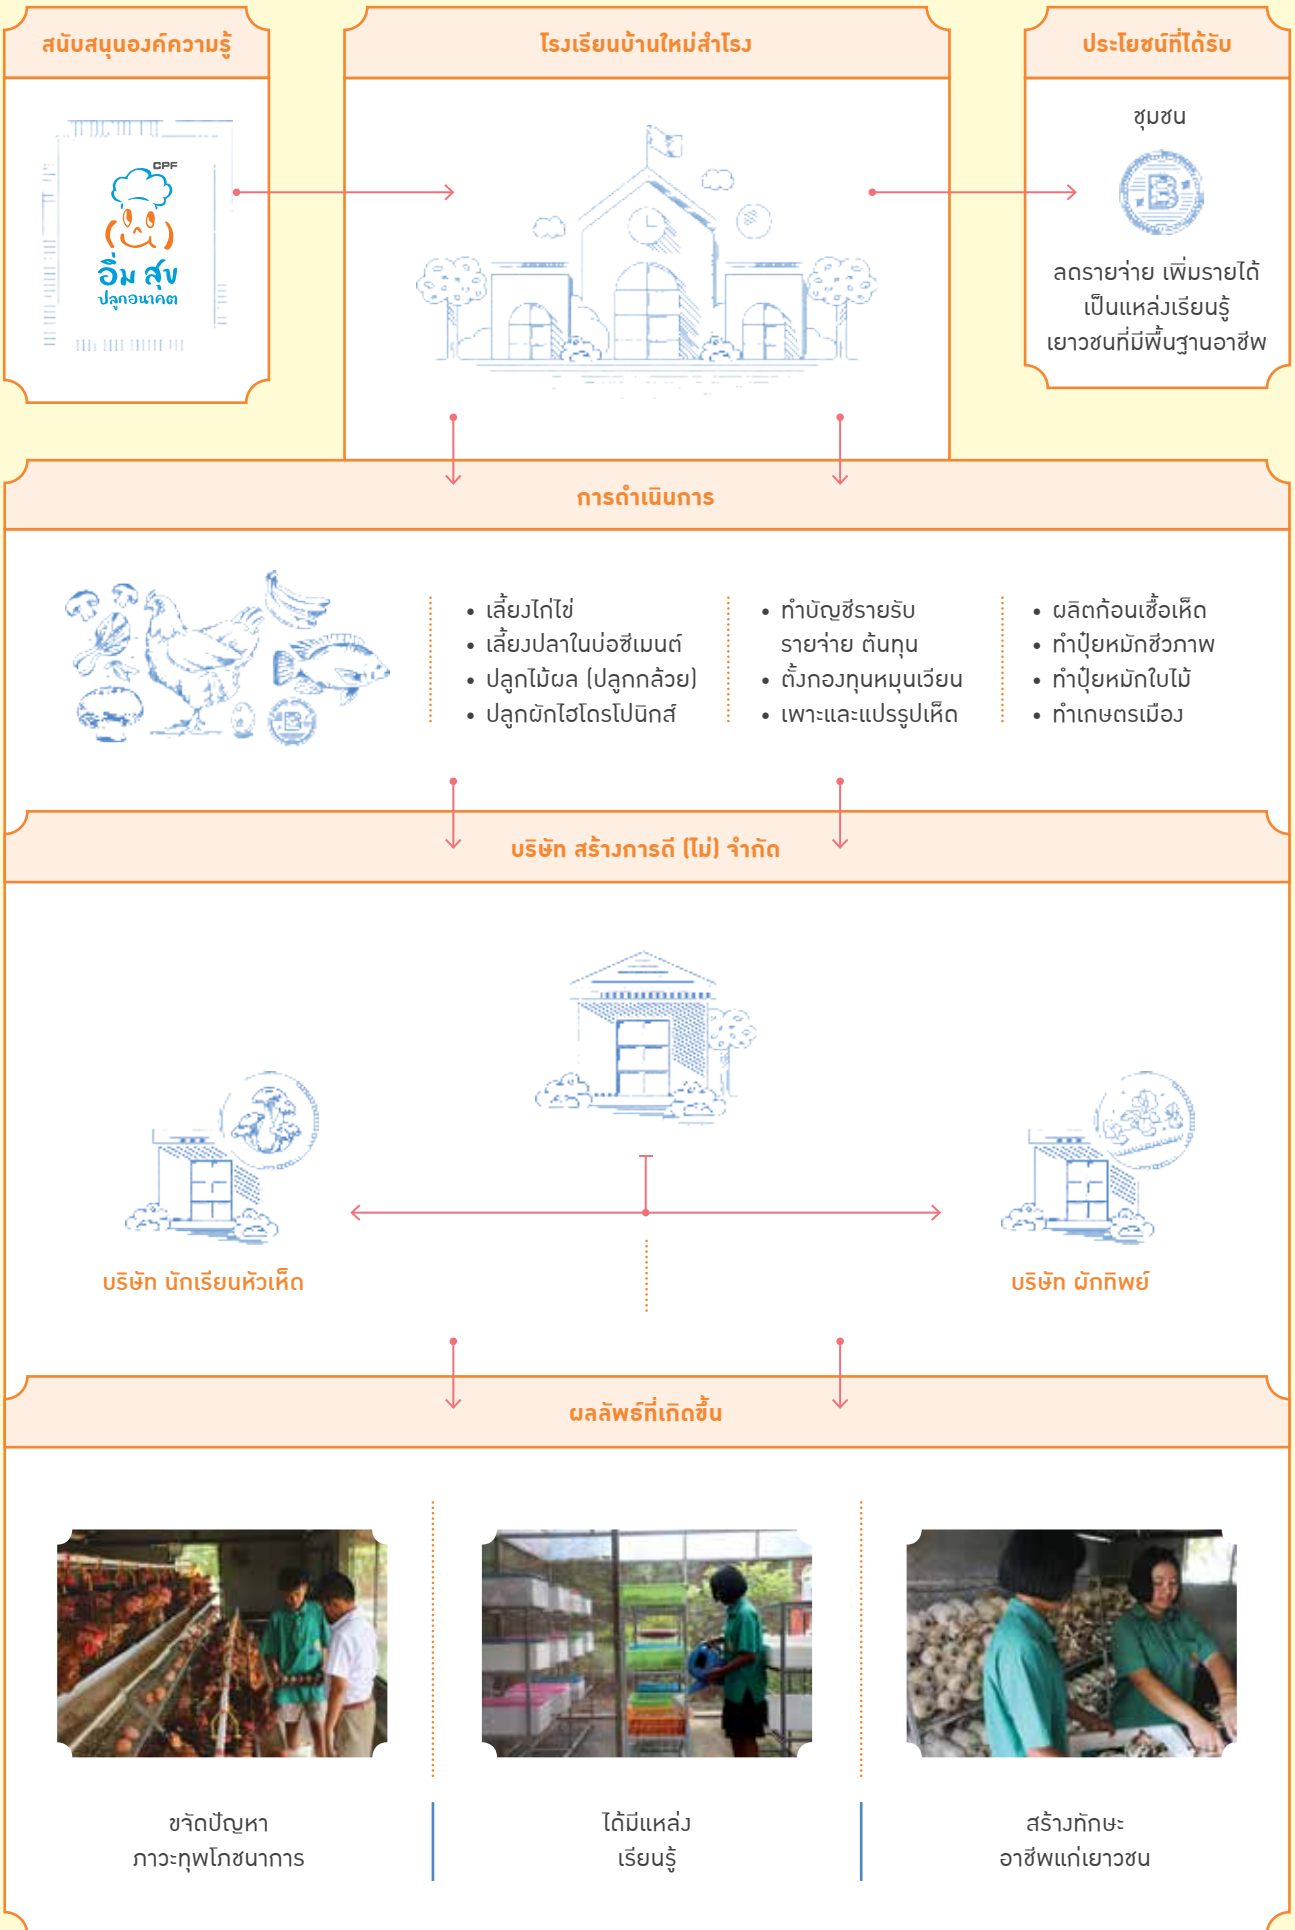 สนับสนุนองค์ความรู้
CPF
อิ่ม สุข
ปลูกอนาคต
โรงเรียนบ้านใหม่สำโรง
ประโยชน์ที่ได้รับ
ชุมชน
B
ลดรายจ่าย เพิ่มรายได้
เป็นแหล่งเรียนรู้
เยาวชนที่มีพื้นฐานอาชีพ
การดำเนินการ
B
• เลี้ยงไก่ไข่
• เลี้ยงปลาในบ่อซีเมนต์
• ปลูกไม้ผล (ปลูกกล้วย)
• ปลูกผักไฮโดรโปนิกส์
• ทำบัญชีรายรับ
รายจ่าย ต้นทุน
• ตั้งกองทุนหมุนเวียน
• เพาะและแปรรูปเห็ด
• ผลิตก้อนเชื้อเห็ด
• ทำปุ๋ยหมักชีวภาพ
• ทำปุ๋ยหมักใบไม้
• ทำเกษตรเมือง
บริษัท สร้างการดี (ไม่) จำกัด
บริษัท นักเรียนหัวเห็ด
บริษัท ผักทิพย์
ผลลัพธ์ที่เกิดขึ้น
ขจัดปัญหา
ภาวะทุพโภชนาการ
ได้มีแหล่ง
เรียนรู้
สร้างทักษะ
อาชีพแก่เยาวชน